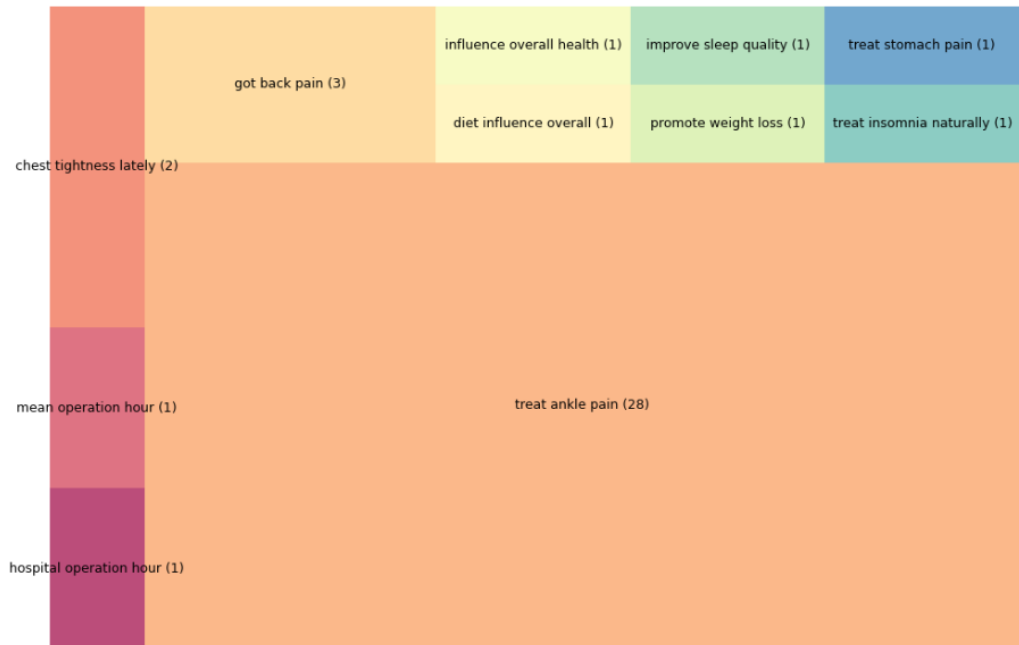 influence overall health (1)
improve sleep quality (1)
treat stomach pain (1)
got back pain (3)
diet influence overall (1)
promote weight loss (1)
treat insomnia naturally (1)
chest tightness lately (2)
treat ankle pain (28)
mean operation hour (1)
hospital operation hour (1)